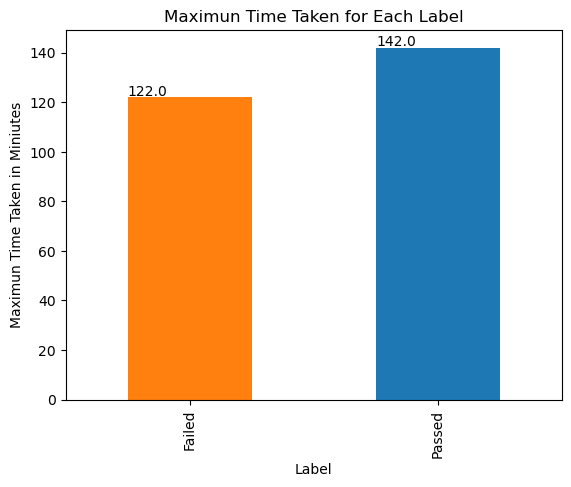 Maximun Time Taken for Each Label
Maximun Time Taken in Miniutes
140
120
100
80
60
40
20
0
122.0
142.0
Failed
Passed
Label